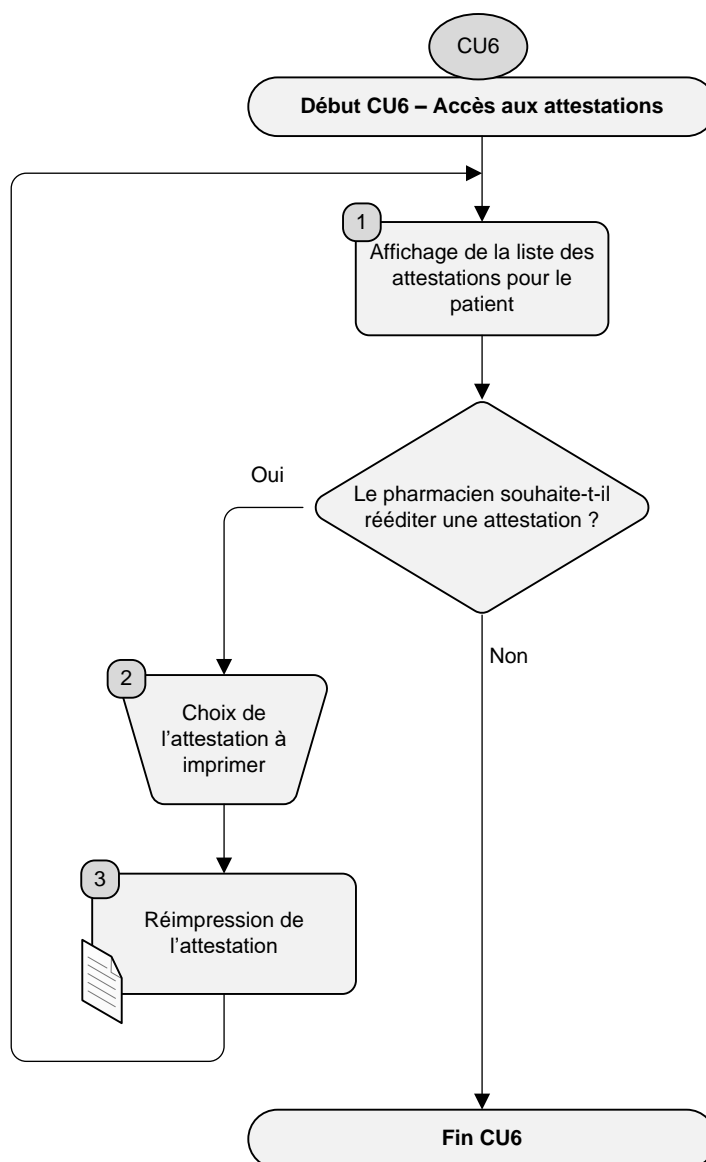 CU6
Début CU6 – Accès aux attestations
1
Affichage de la liste des
attestations pour le
patient
Le pharmacien souhaite-t-il
rééditer une attestation ?
Oui
Non
2
Choix de
l’attestation à
imprimer
3
Réimpression de
l’attestation
Fin CU6